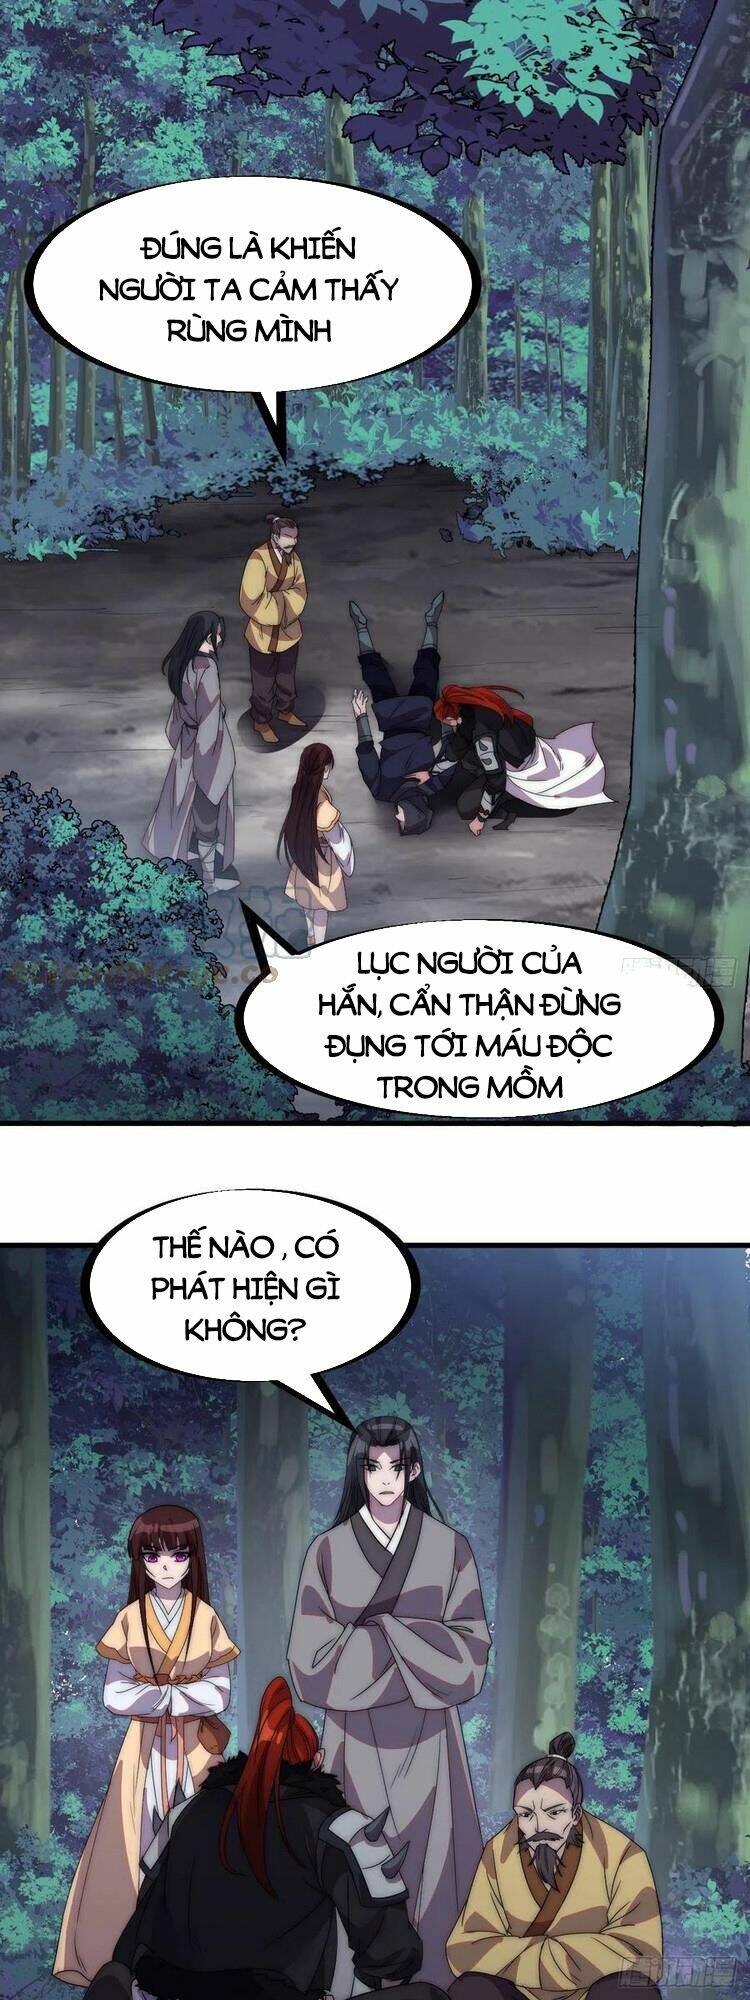 ĐÚNG LÀ KHIẾN
NGƯỜI TA CẢM THẤY
RÙNG MÌNH
LỤC NGƯỜI CỦA
HẮN, CẨN THẬN ĐỪNG
ĐỤNG TỚI MÁU ĐỘC
TRONG MỒM
THẾ NÀO , CÓ
PHÁT HIỆN GÌ
KHÔNG?